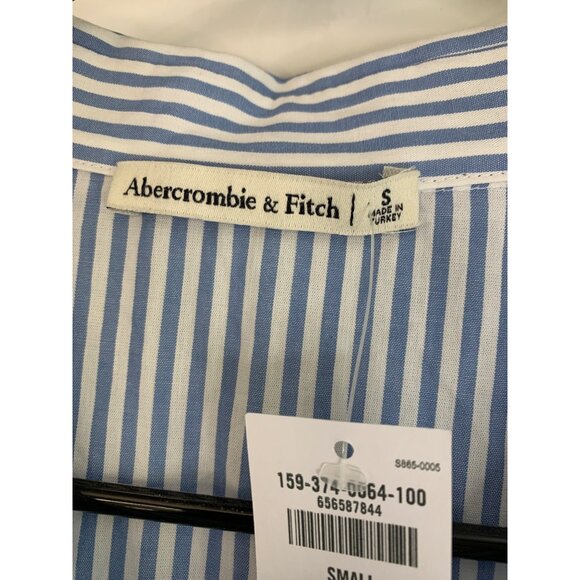 Abercrombie & Fitch | S
MADE IN
TURKEY
S865-0005
159-374-0064-100
656587844
SMALL